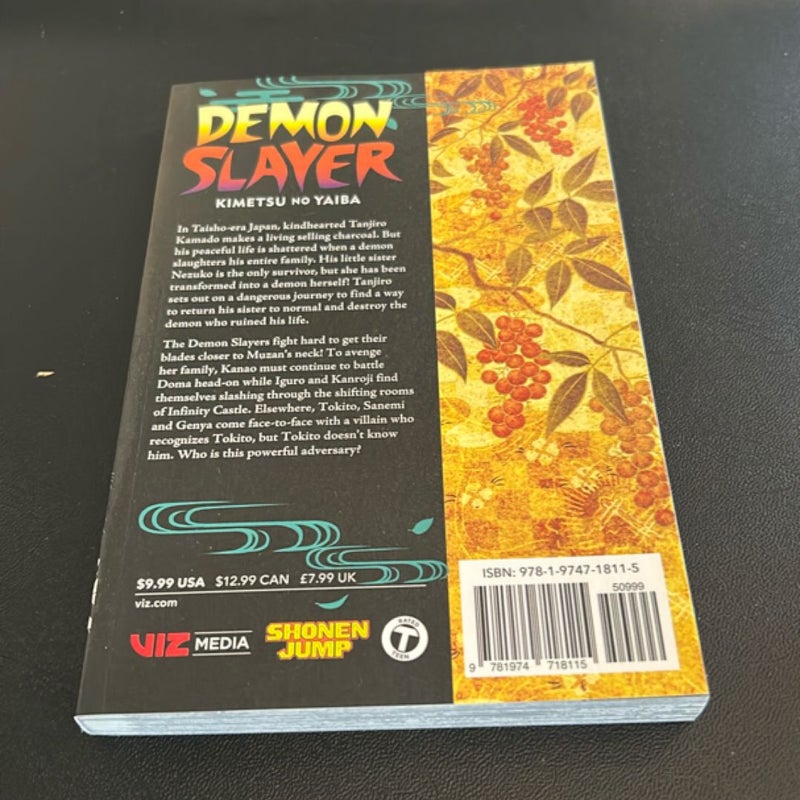 DEMON
SLAYER
KIMETSU NO YAIBA
In Taisho-era Japan, kindhearted Tanjiro
Kamado makes a living selling charcoal. But
his peaceful life is shattered when a demon
slaughters his entire family. His little sister
Nezuko is the only survivor, but she has been
transformed into a demon herself! Tanjiro
sets out on a dangerous journey to find a way
to return his sister to normal and destroy the
demon who ruined his life.
The Demon Slayers fight hard to get their
blades closer to Muzan's neck! To avenge
her family, Kanao must continue to battle
Doma head-on while Iguro and Kanroji find
themselves slashing through the shifting rooms
of Infinity Castle. Elsewhere, Tokito, Sanemi
and Genya come face-to-face with a villain who
recognizes Tokito, but Tokito doesn't know
him. Who is this powerful adversary?
$9.99 USA $12.99 CAN £7.99 UK
viz.com
VIZ MEDIA
SHONEN
JUMP
RATED
T
TEEN
ISBN: 978-1-9747-1811-5
50999
9 781974 718115